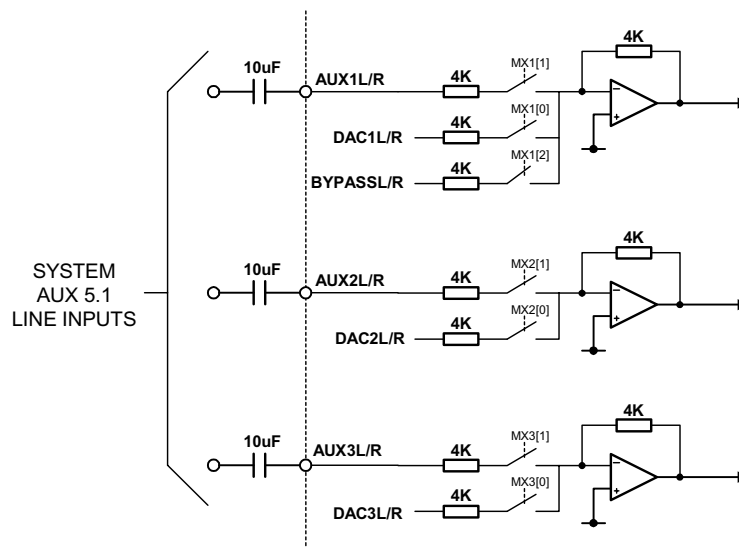 4K
10uF
AUX1L/R
4K
MX1[1]
DAC1L/R
4K
MX1[0]
BYPASSL/R
4K
MX1[2]
SYSTEM
AUX 5.1
LINE INPUTS
4K
10uF
AUX2L/R
4K
MX2[1]
DAC2L/R
4K
MX2[0]
4K
10uF
AUX3L/R
4K
MX3[1]
DAC3L/R
4K
MX3[0]